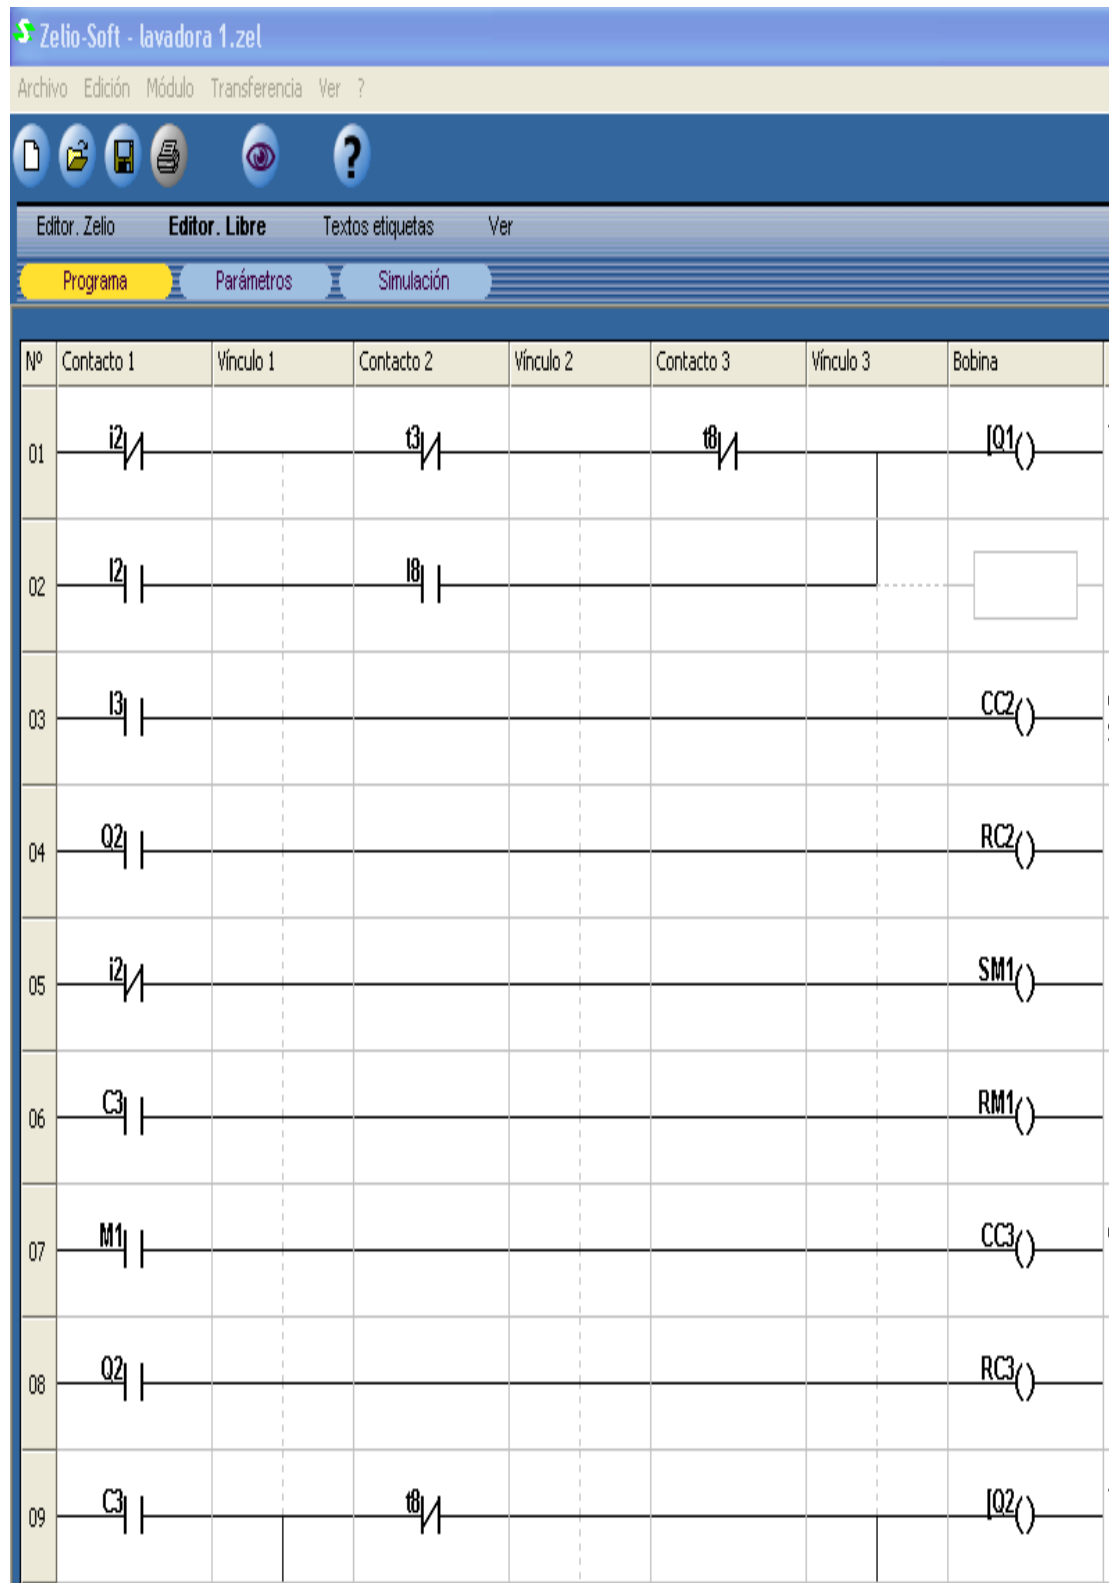 Zelio-Soft - lavadora 1.zel
Archivo Edición Módulo Transferencia Ver ?
Editor. Zelio Editor. Libre Textos etiquetas Ver
Programa Parámetros Simulación
Nº Contacto 1 Vínculo 1 Contacto 2 Vínculo 2 Contacto 3 Vínculo 3 Bobina
01 i2 t3 t8 [Q1
02 I2 I8
03 I3 CC2
04 Q2 RC2
05 i2 SM1
06 C3 RM1
07 M1 CC3
08 Q2 RC3
09 C3 t8 [Q2